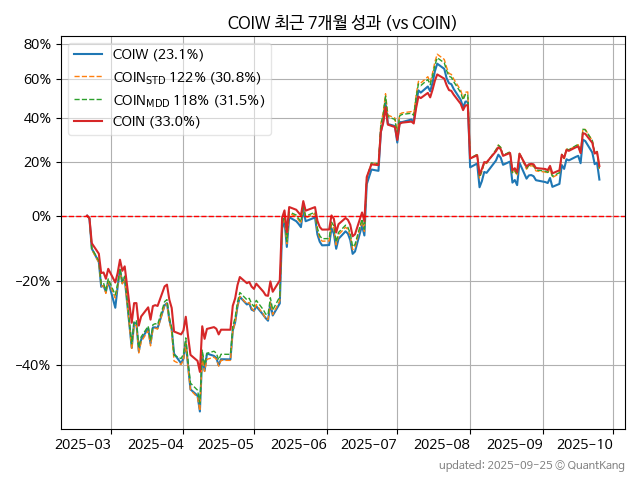 COIW 최근 7개월 성과 (vs COIN)
COIW (23.1%)
COIN_STD 122% (30.8%)
COIN_MDD 118% (31.5%)
COIN (33.0%)
80%
60%
40%
20%
0%
−20%
−40%
2025-03 2025-04 2025-05 2025-06 2025-07 2025-08 2025-09 2025-10
updated: 2025-09-25 © QuantKang